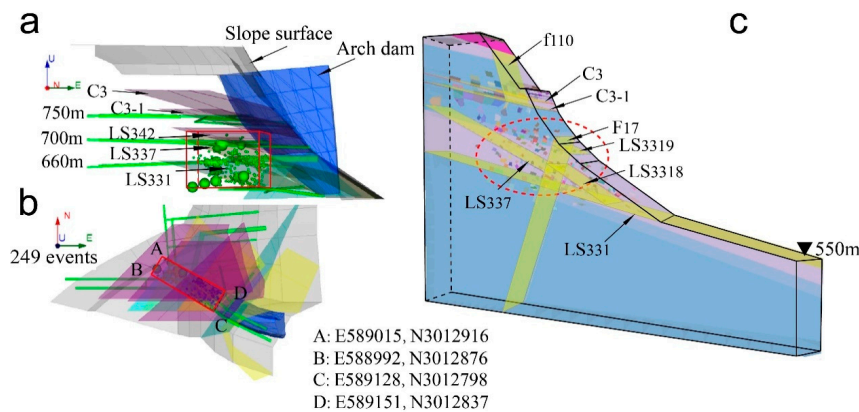 a
Slope surface
Arch dam
U
N
E
C3
C3-1
750m
LS342
700m
LS337
660m
LS331
b
N
U
E
249 events
A
B
D
C
A: E589015, N3012916
B: E588992, N3012876
C: E589128, N3012798
D: E589151, N3012837
c
f110
C3
C3-1
F17
LS3319
LS3318
LS337
LS331
550m